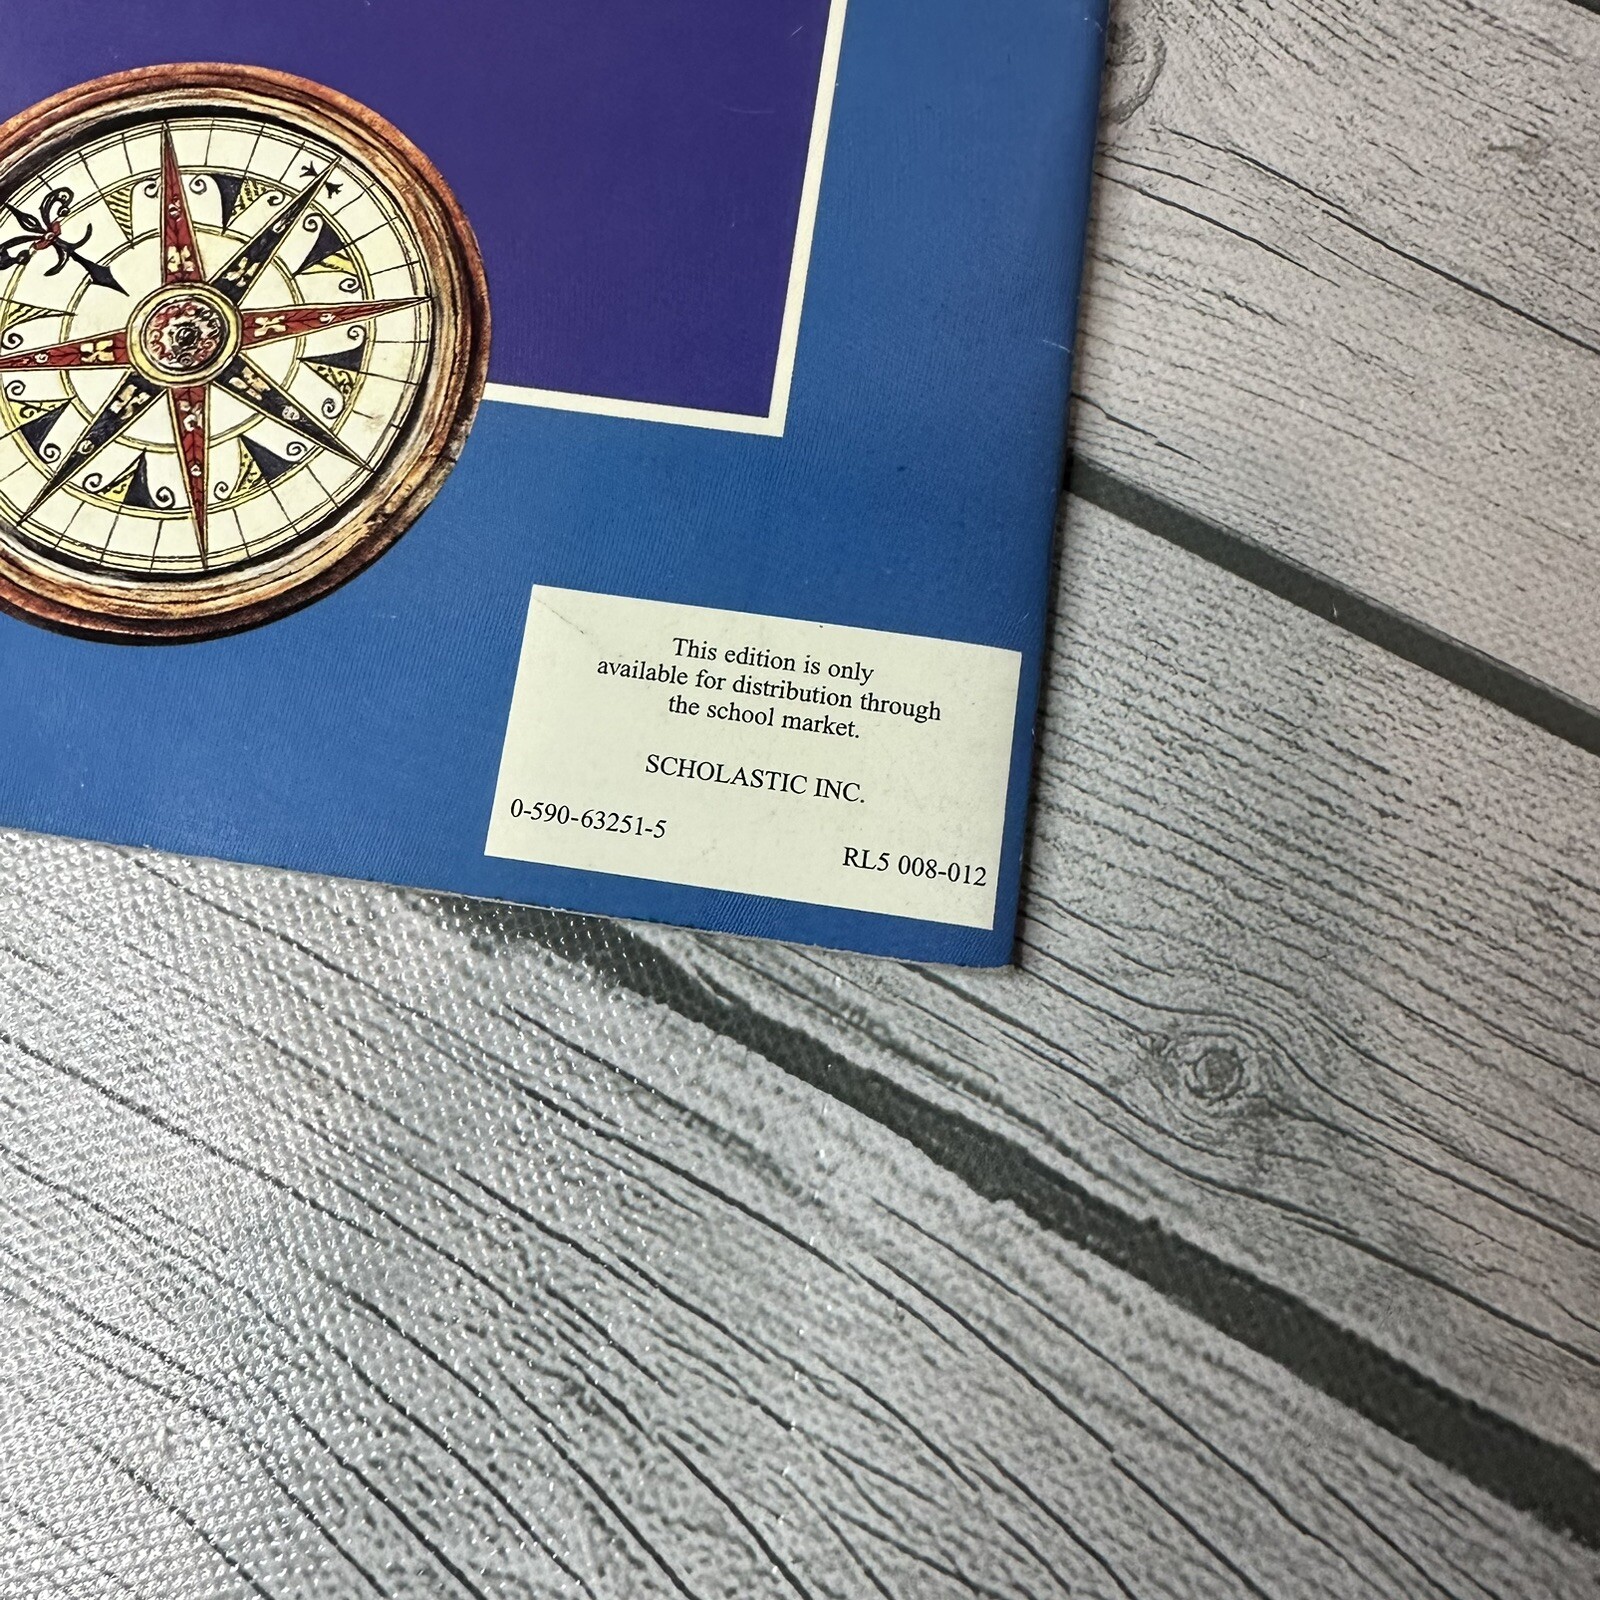 This edition is only
available for distribution through
the school market.
SCHOLASTIC INC.
0-590-63251-5
RL5 008-012